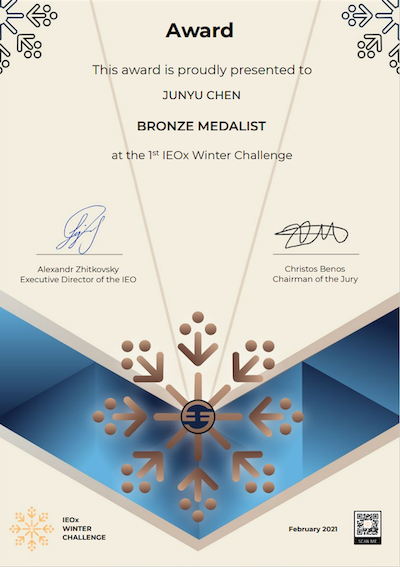 Award
This award is proudly presented to
JUNYU CHEN
BRONZE MEDALIST
at the 1st IEOx Winter Challenge
Alexandr Zhitkovsky
Executive Director of the IEO
Christos Benos
Chairman of the Jury
IEOx
WINTER
CHALLENGE
February 2021
SCAN ME